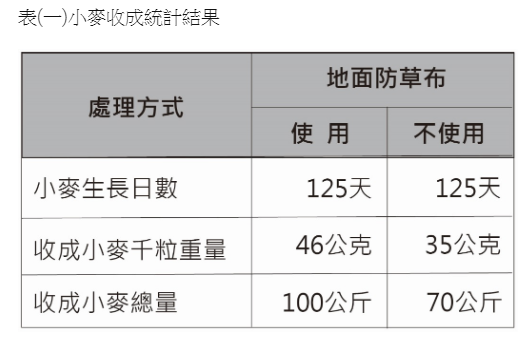 表(一)小麥收成統計結果
處理方式 地面防草布
使 用 不使用
小麥生長日數 125天 125天
收成小麥千粒重量 46公克 35公克
收成小麥總量 100公斤 70公斤